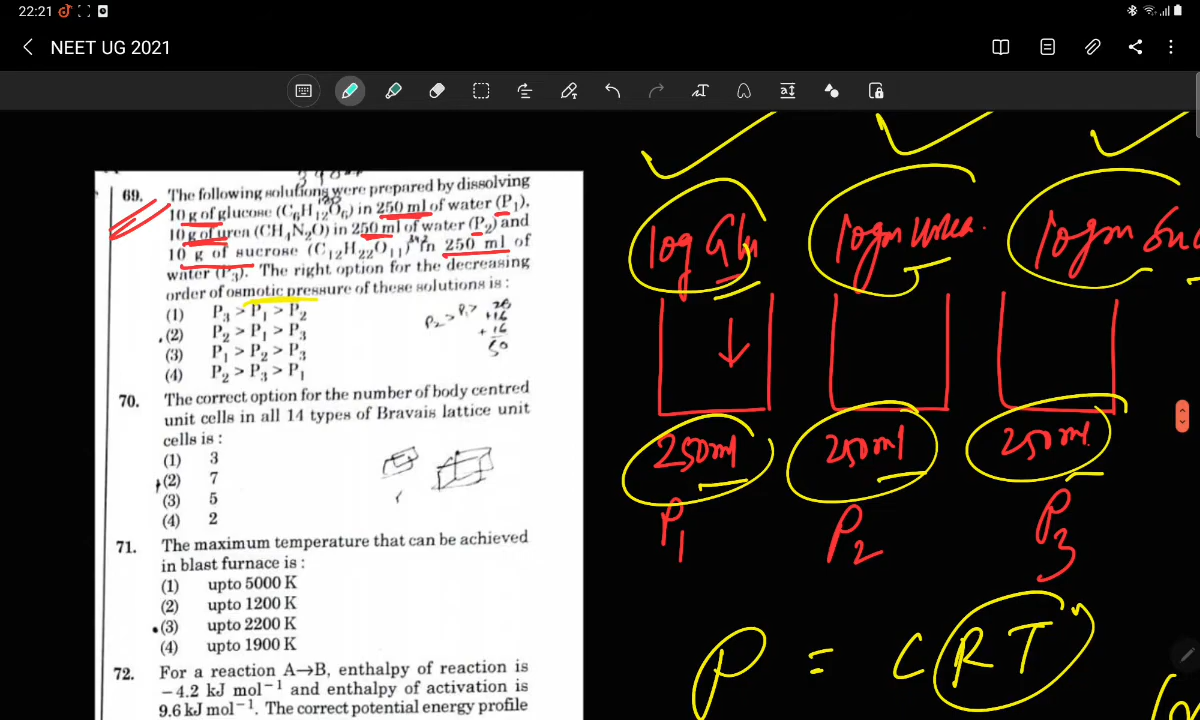 22:21
NEET UG 2021
69. The following solutions were prepared by dissolving
10 g of glucose (C₆H₁₂O₆) in 250 ml of water (P₁),
10 g of urea (CH₄N₂O) in 250 ml of water (P₂) and
10 g of sucrose (C₁₂H₂₂O₁₁) in 250 ml of
water (P₃). The right option for the decreasing
order of osmotic pressure of these solutions is :
(1) P₃ > P₁ > P₂
(2) P₂ > P₁ > P₃
(3) P₁ > P₂ > P₃
(4) P₂ > P₃ > P₁
P₂ > P₁ >
28
+16
+16
50
70. The correct option for the number of body centred
unit cells in all 14 types of Bravais lattice unit
cells is :
(1) 3
(2) 7
(3) 5
(4) 2
71. The maximum temperature that can be achieved
in blast furnace is :
(1) upto 5000 K
(2) upto 1200 K
(3) upto 2200 K
(4) upto 1900 K
72. For a reaction A→B, enthalpy of reaction is
−4.2 kJ mol⁻¹ and enthalpy of activation is
9.6 kJ mol⁻¹. The correct potential energy profile
10g Glu
10gm Urea.
10gm Suc
250ml
250ml
250ml
P₁
P₂
P₃
P = CRT